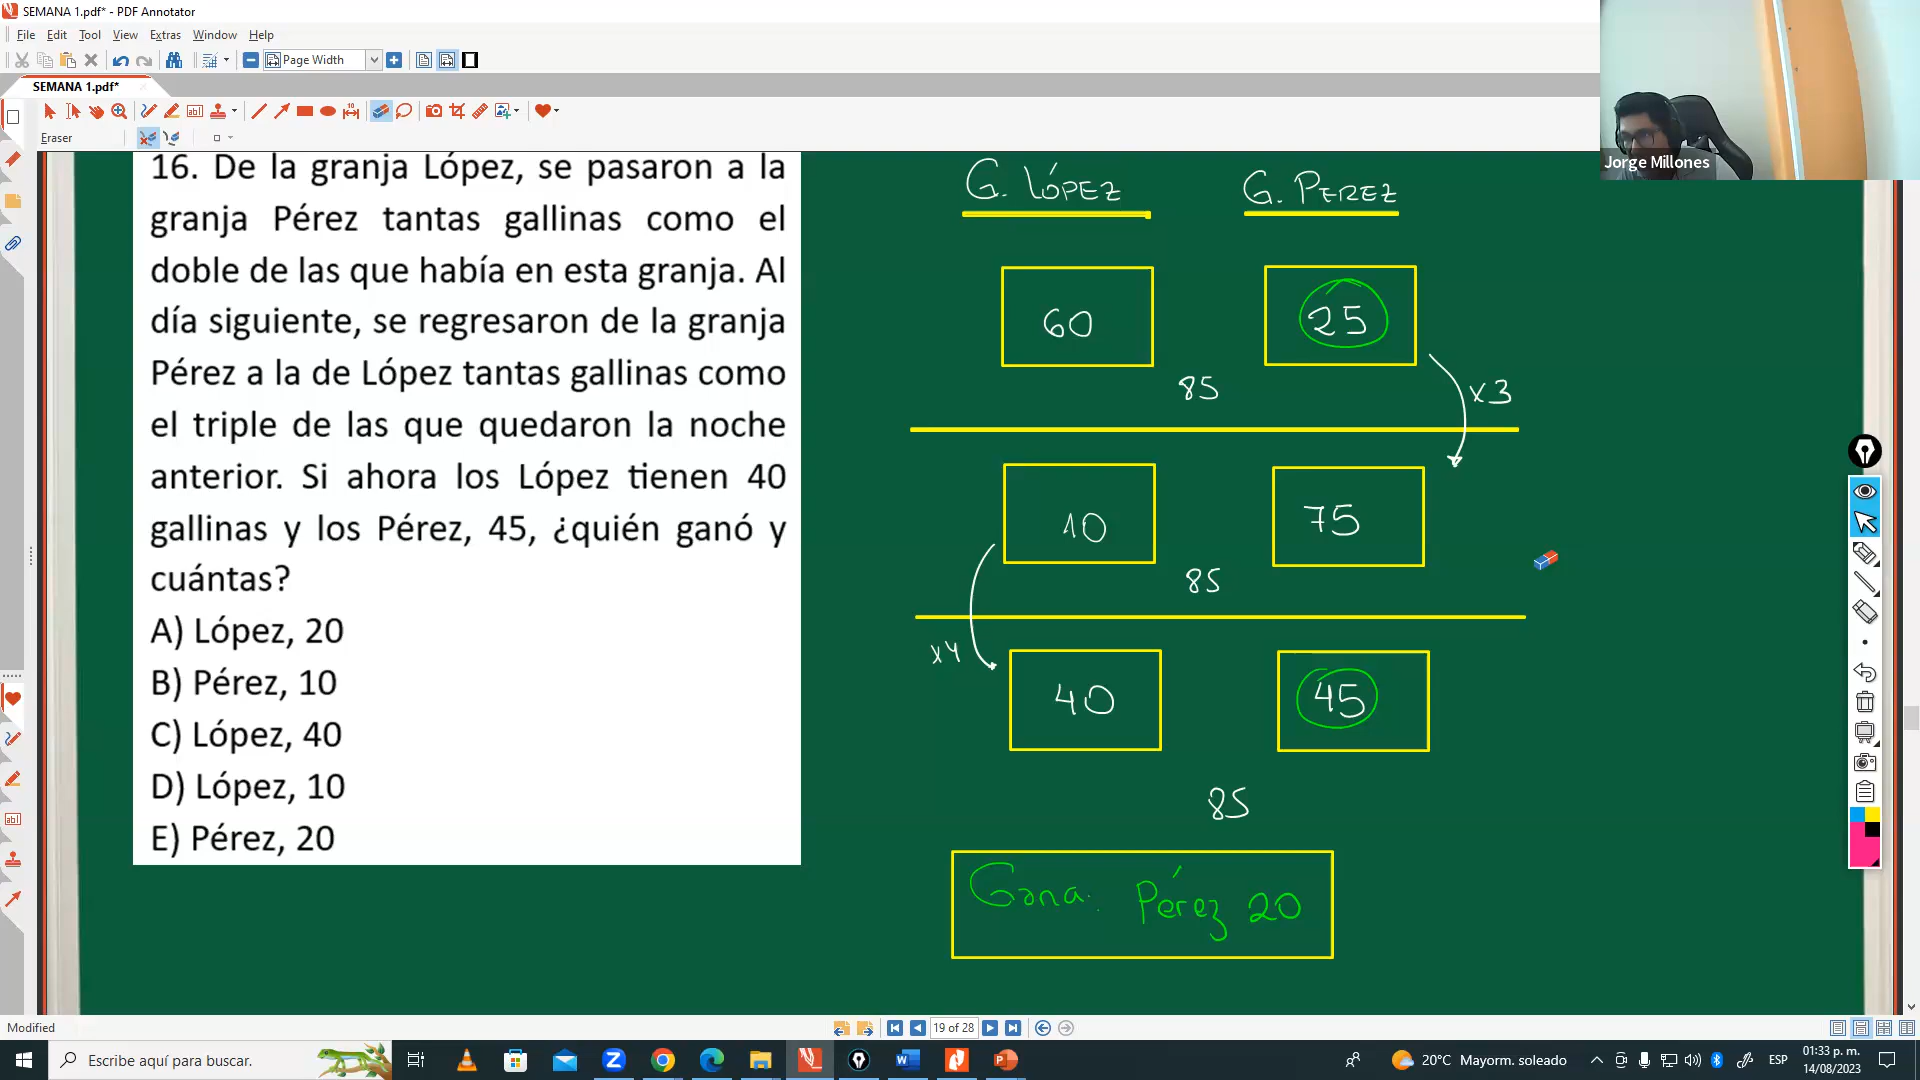 SEMANA 1.pdf* - PDF Annotator
File Edit Tool View Extras Window Help
Page Width
SEMANA 1.pdf*
Eraser
Jorge Millones
16. De la granja López, se pasaron a la
granja Pérez tantas gallinas como el
doble de las que había en esta granja. Al
día siguiente, se regresaron de la granja
Pérez a la de López tantas gallinas como
el triple de las que quedaron la noche
anterior. Si ahora los López tienen 40
gallinas y los Pérez, 45, ¿quién ganó y
cuántas?
A) López, 20
B) Pérez, 10
C) López, 40
D) López, 10
E) Pérez, 20
G. LÓPEZ G. PEREZ
60 25
85 x3
10 75
85
x4
40 45
85
Gana: Pérez 20
Modified
19 of 28
Escribe aquí para buscar.
20°C Mayorm. soleado
ESP
01:33 p. m.
14/08/2023